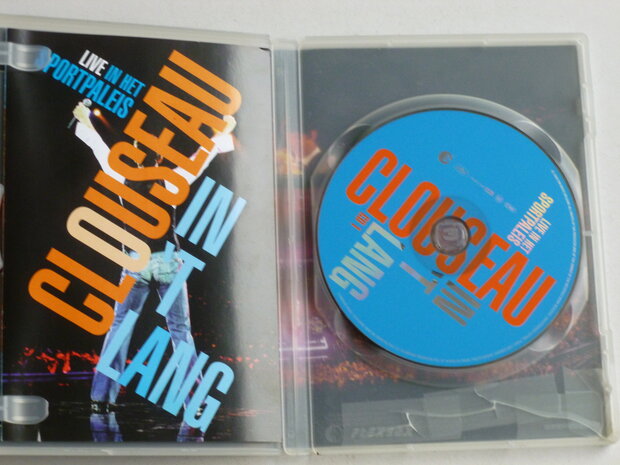 LIVE IN HET
SPORTPALEIS
CLOUSEAU
IN
'T
LANG
CLOUSEAU
IN
'T
LANG
LIVE IN HET
SPORTPALEIS